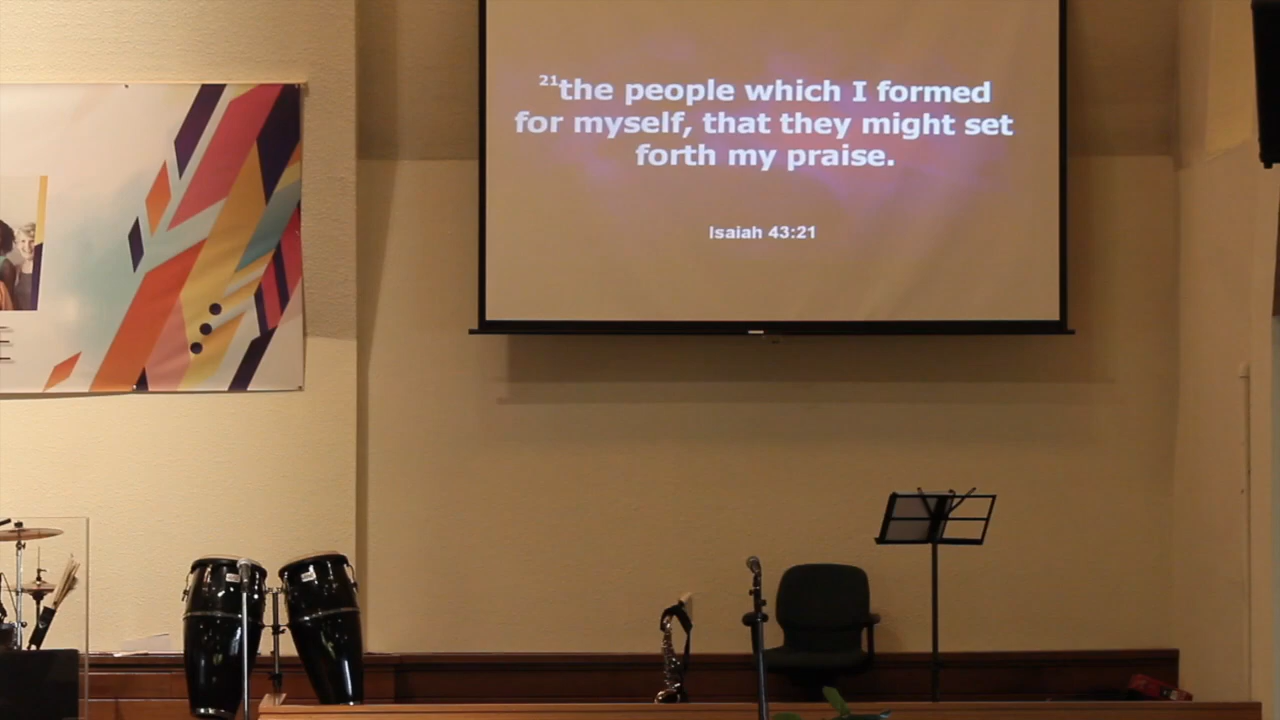 21the people which I formed
for myself, that they might set
forth my praise.
Isaiah 43:21
E